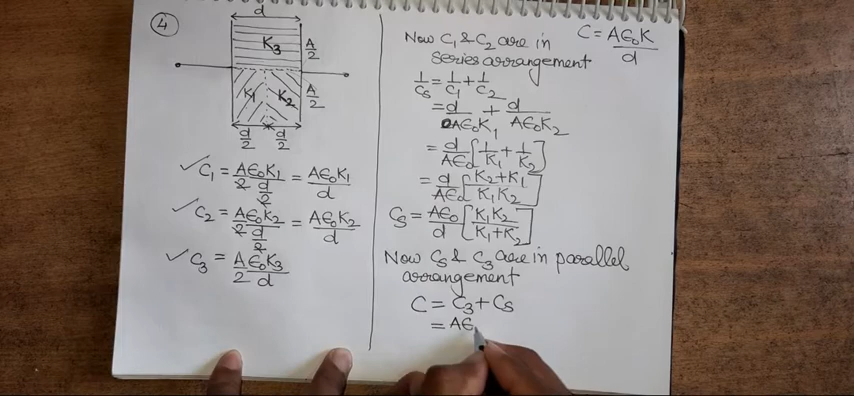 4
d
K3
A/2
K1
K2
A/2
d/2 d/2
✓C1 = Aϵ0K1/(2 d/2) = Aϵ0K1/d
✓C2 = Aϵ0K2/(2 d/2) = Aϵ0K2/d
✓C3 = Aϵ0K3/2d
C = Aϵ0K/d
Now C1 & C2 are in
series arrangement
1/Cs = 1/C1 + 1/C2
= d/Aϵ0K1 + d/Aϵ0K2
= d/Aϵ0 [1/K1 + 1/K2]
= d/Aϵ0 [K2+K1/K1K2]
Cs = Aϵ0/d [K1K2/K1+K2]
Now Cs & C3 are in parallel
arrangement
C = C3 + Cs
= Aϵ